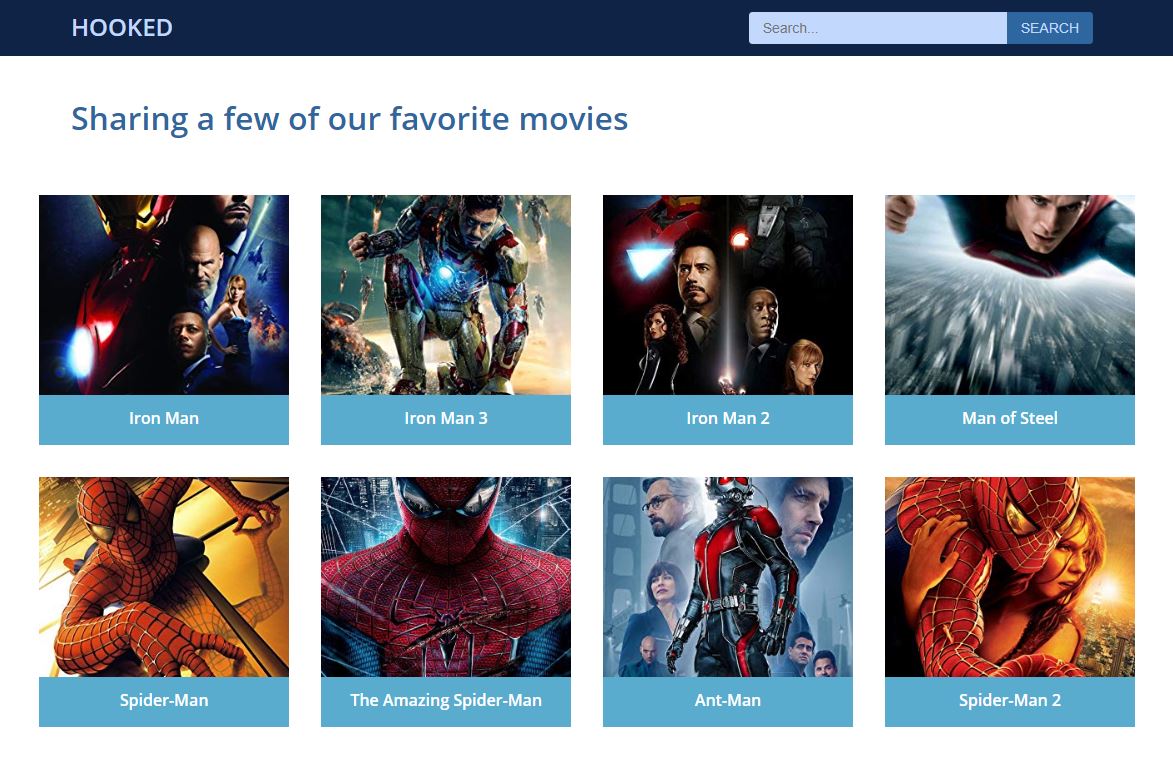 HOOKED
Search...
SEARCH
Sharing a few of our favorite movies
Iron Man
Iron Man 3
Iron Man 2
Man of Steel
Spider-Man
The Amazing Spider-Man
Ant-Man
Spider-Man 2